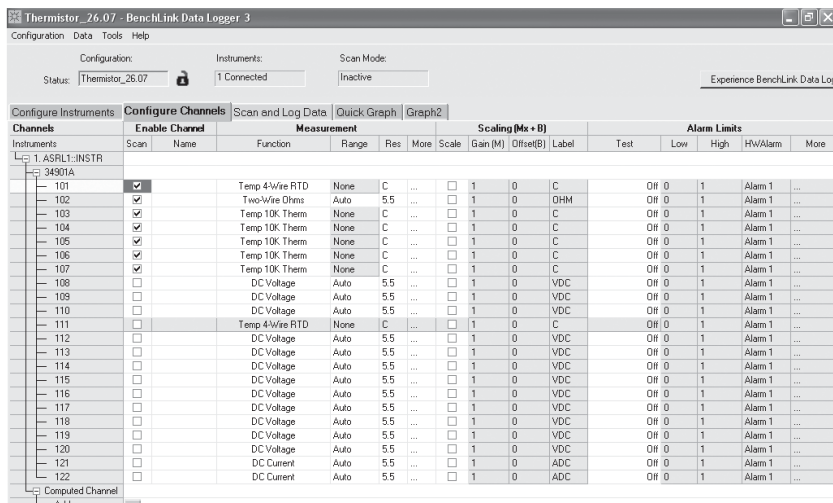 Thermistor_26.07 - BenchLink Data Logger 3
Configuration Data Tools Help
Configuration: Instruments: Scan Mode:
Status: Thermistor_26.07 1 Connected Inactive Experience BenchLink Data Log
Configure Instruments Configure Channels Scan and Log Data Quick Graph Graph2
Channels Enable Channel Measurement Scaling (Mx + B) Alarm Limits
Instruments Scan Name Function Range Res More Scale Gain (M) Offset(B) Label Test Low High HWAlarm More
1. ASRL1::INSTR
34901A
101 Temp 4-Wire RTD None C ... 1 0 C Off 0 1 Alarm 1 ...
102 Two-Wire Ohms Auto 5.5 ... 1 0 OHM Off 0 1 Alarm 1 ...
103 Temp 10K Therm None C ... 1 0 C Off 0 1 Alarm 1 ...
104 Temp 10K Therm None C ... 1 0 C Off 0 1 Alarm 1 ...
105 Temp 10K Therm None C ... 1 0 C Off 0 1 Alarm 1 ...
106 Temp 10K Therm None C ... 1 0 C Off 0 1 Alarm 1 ...
107 Temp 10K Therm None C ... 1 0 C Off 0 1 Alarm 1 ...
108 DC Voltage Auto 5.5 ... 1 0 VDC Off 0 1 Alarm 1 ...
109 DC Voltage Auto 5.5 ... 1 0 VDC Off 0 1 Alarm 1 ...
110 DC Voltage Auto 5.5 ... 1 0 VDC Off 0 1 Alarm 1 ...
111 Temp 4-Wire RTD None C ... 1 0 C Off 0 1 Alarm 1 ...
112 DC Voltage Auto 5.5 ... 1 0 VDC Off 0 1 Alarm 1 ...
113 DC Voltage Auto 5.5 ... 1 0 VDC Off 0 1 Alarm 1 ...
114 DC Voltage Auto 5.5 ... 1 0 VDC Off 0 1 Alarm 1 ...
115 DC Voltage Auto 5.5 ... 1 0 VDC Off 0 1 Alarm 1 ...
116 DC Voltage Auto 5.5 ... 1 0 VDC Off 0 1 Alarm 1 ...
117 DC Voltage Auto 5.5 ... 1 0 VDC Off 0 1 Alarm 1 ...
118 DC Voltage Auto 5.5 ... 1 0 VDC Off 0 1 Alarm 1 ...
119 DC Voltage Auto 5.5 ... 1 0 VDC Off 0 1 Alarm 1 ...
120 DC Voltage Auto 5.5 ... 1 0 VDC Off 0 1 Alarm 1 ...
121 DC Current Auto 5.5 ... 1 0 ADC Off 0 1 Alarm 1 ...
122 DC Current Auto 5.5 ... 1 0 ADC Off 0 1 Alarm 1 ...
Computed Channel